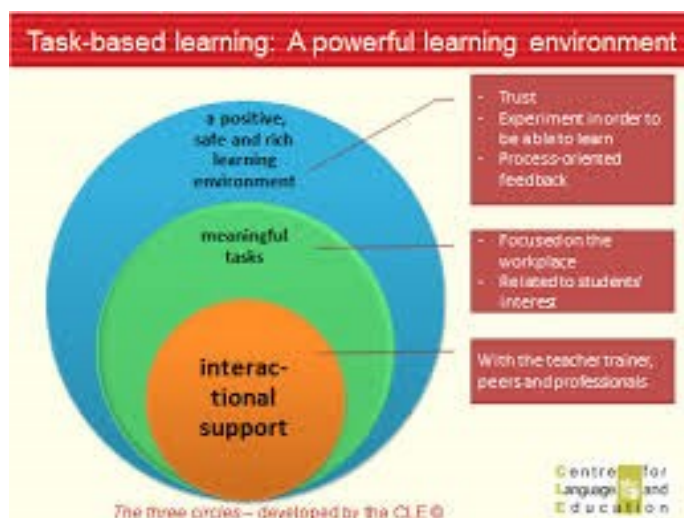 Task-based learning: A powerful learning environment
a positive,
safe and rich
learning
environment
- Trust
- Experiment in order to
be able to learn
- Process-oriented
feedback
meaningful
tasks
- Focused on the
workplace
- Related to students'
interest
interac-
tional
support
With the teacher trainer,
peers and professionals
The three circles – developed by the CLE ©
Centre for
Language and
Education